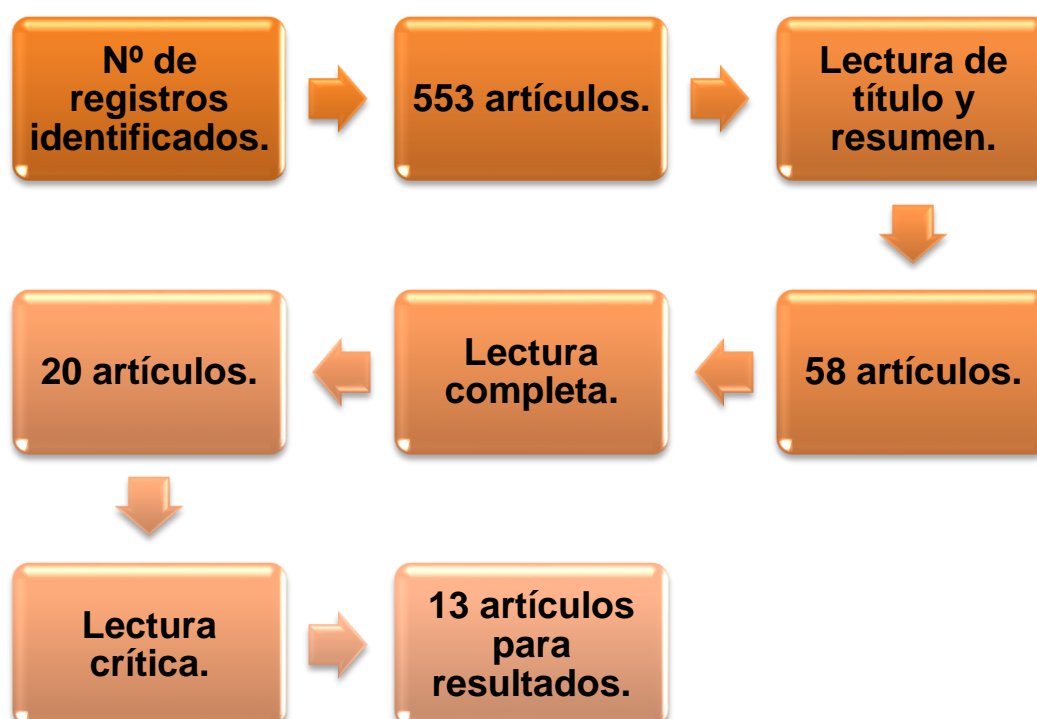 Nº de
registros
identificados.
553 artículos.
Lectura de
título y
resumen.
58 artículos.
Lectura
completa.
20 artículos.
Lectura
crítica.
13 artículos
para
resultados.